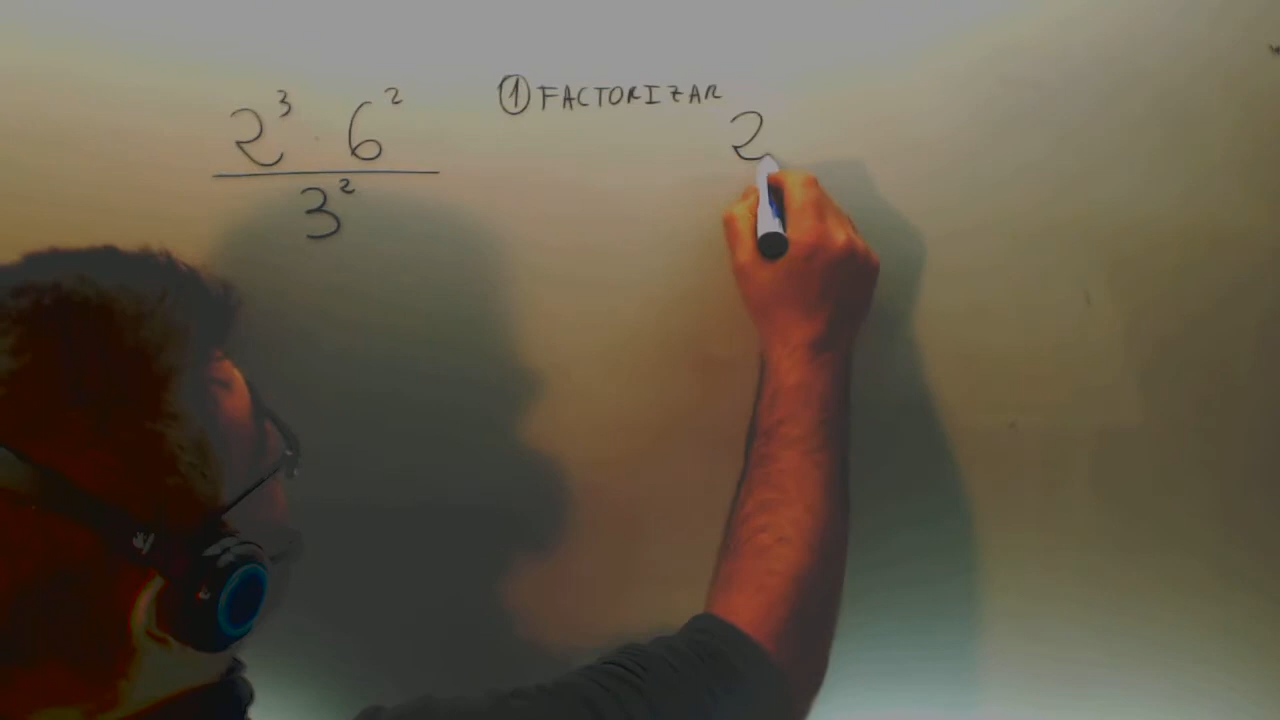 2³ · 6²
3²
① FACTORIZAR
2